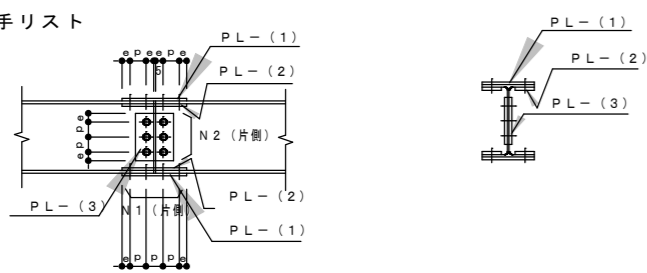 手リスト
PL－（1）
PL－（2）
e p e e p e
5
e
p
p
e
N2（片側）
PL－（3）
N1（片側）
PL－（2）
PL－（1）
e p p p e
PL－（1）
PL－（2）
PL－（3）